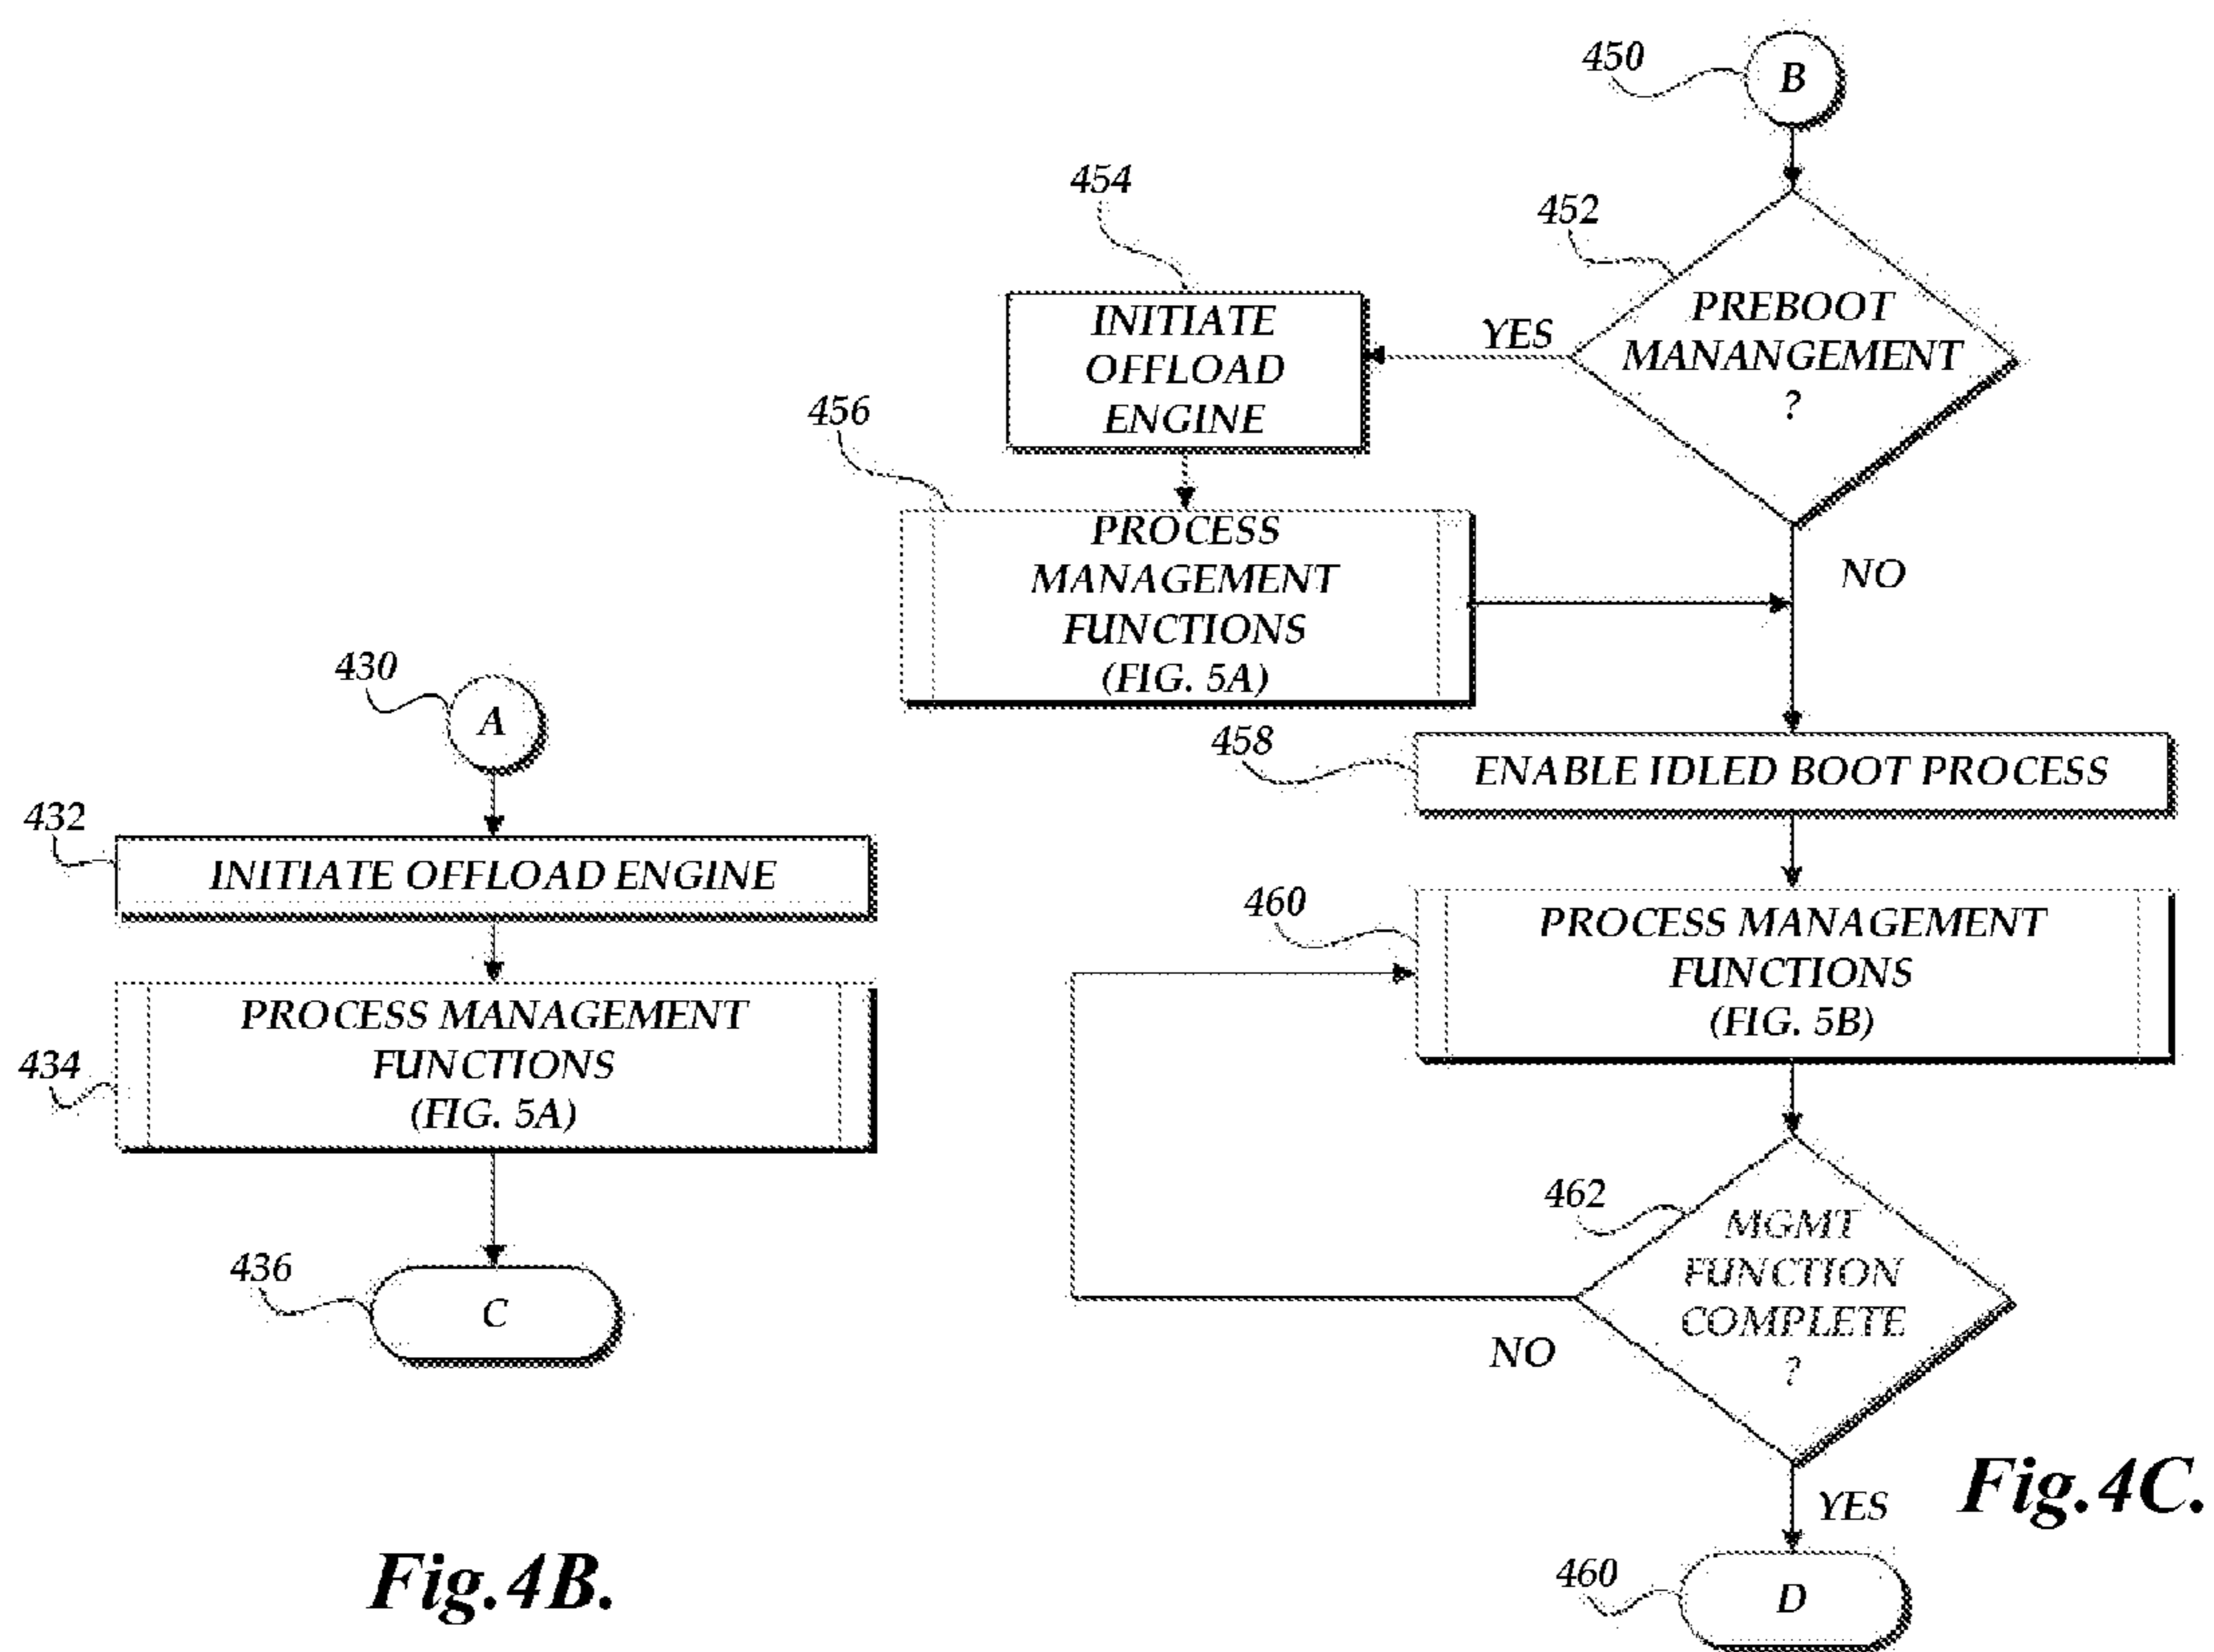 430
A
432
INITIATE OFFLOAD ENGINE
434
PROCESS MANAGEMENT
FUNCTIONS
(FIG. 5A)
436
C
Fig.4B.
450
B
452
PREBOOT
MANANGEMENT
?
YES
NO
454
INITIATE
OFFLOAD
ENGINE
456
PROCESS
MANAGEMENT
FUNCTIONS
(FIG. 5A)
458
ENABLE IDLED BOOT PROCESS
460
PROCESS MANAGEMENT
FUNCTIONS
(FIG. 5B)
462
MGMT
FUNCTION
COMPLETE
?
NO
YES
460
D
Fig.4C.